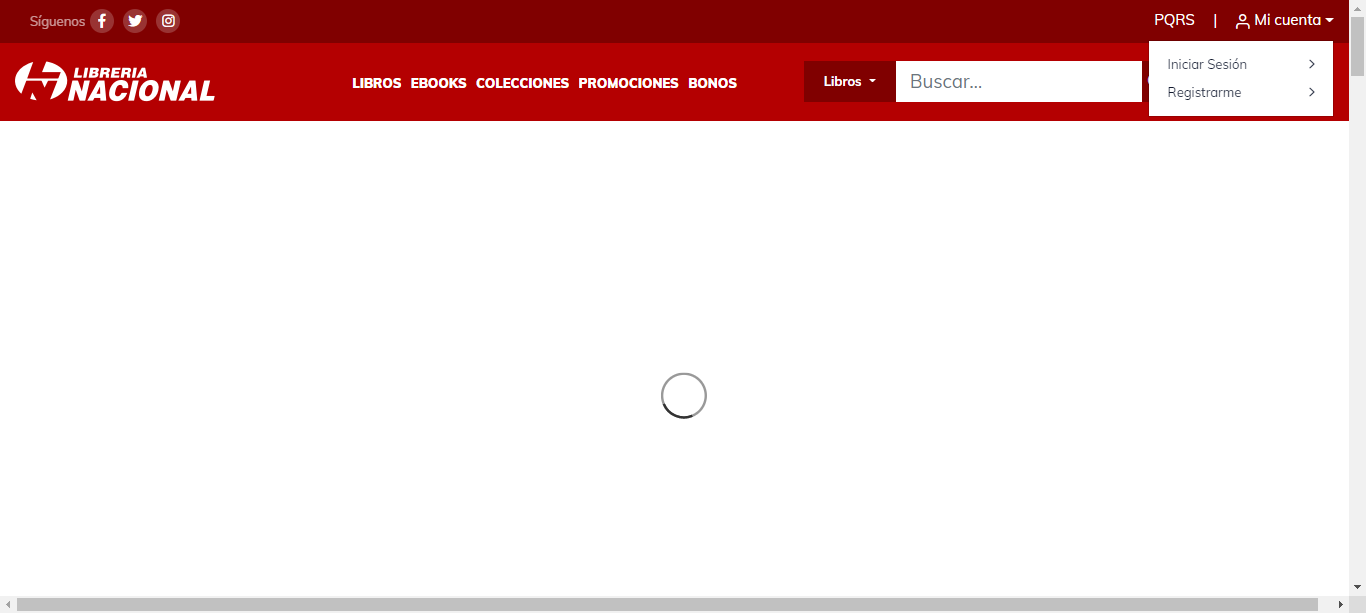 Síguenos
PQRS | Mi cuenta
Iniciar Sesión
Registrarme
LIBRERIA
NACIONAL
LIBROS EBOOKS COLECCIONES PROMOCIONES BONOS
Libros
Buscar...